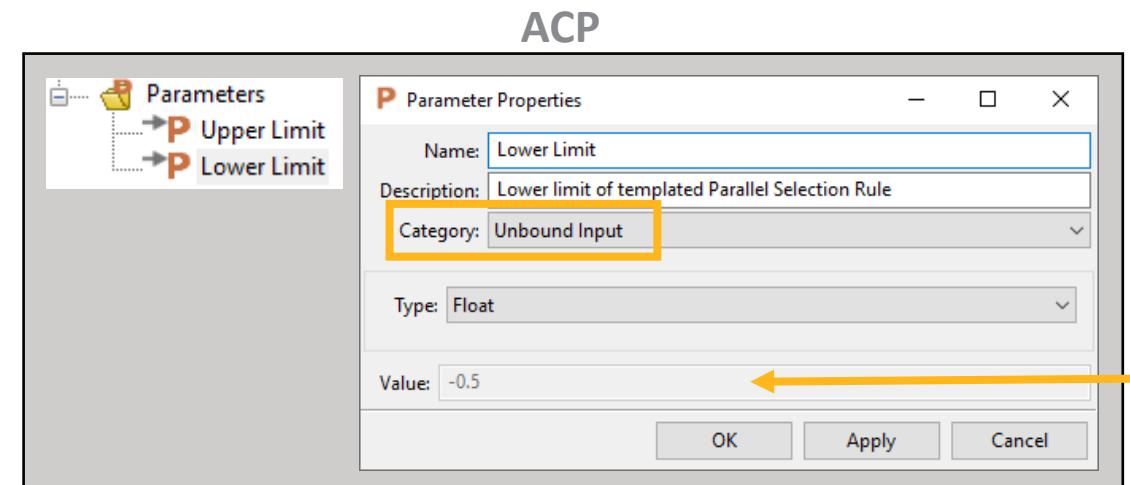 ACP
Parameters
Upper Limit
Lower Limit
Parameter Properties
Name: Lower Limit
Description: Lower limit of templated Parallel Selection Rule
Category: Unbound Input
Type: Float
Value: -0.5
OK Apply Cancel